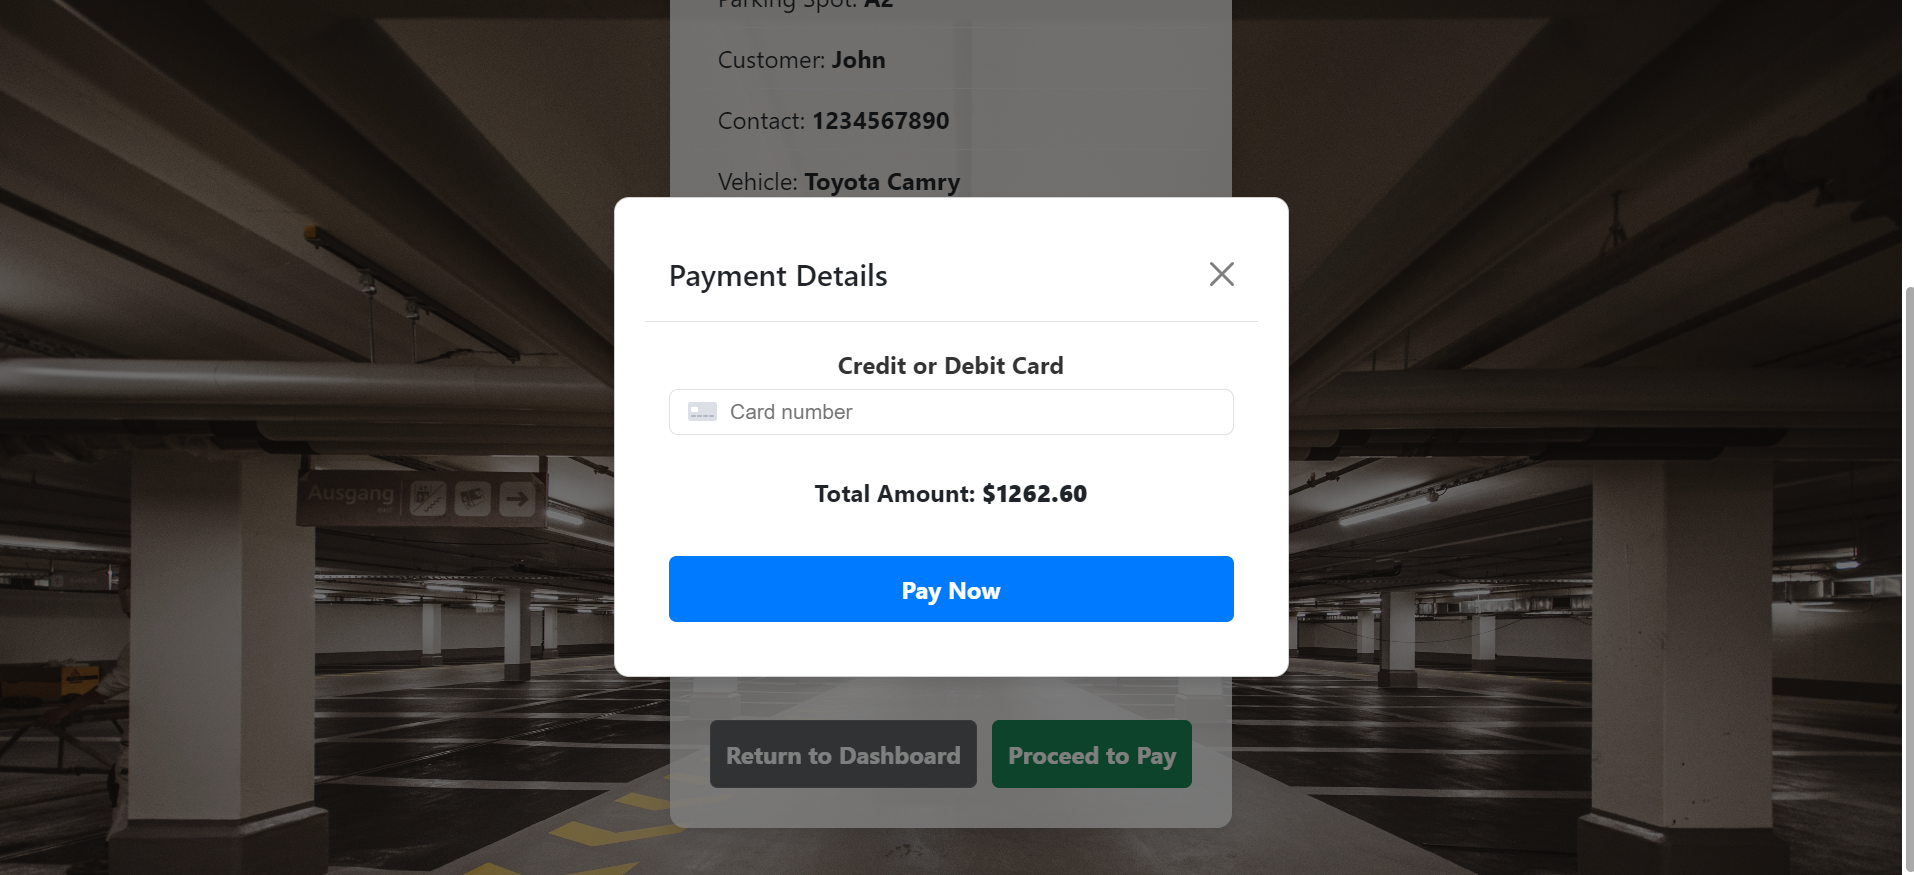 Parking Spot: A2
Customer: John
Contact: 1234567890
Vehicle: Toyota Camry
Payment Details
Credit or Debit Card
Card number
Total Amount: $1262.60
Pay Now
Ausgang
Return to Dashboard
Proceed to Pay